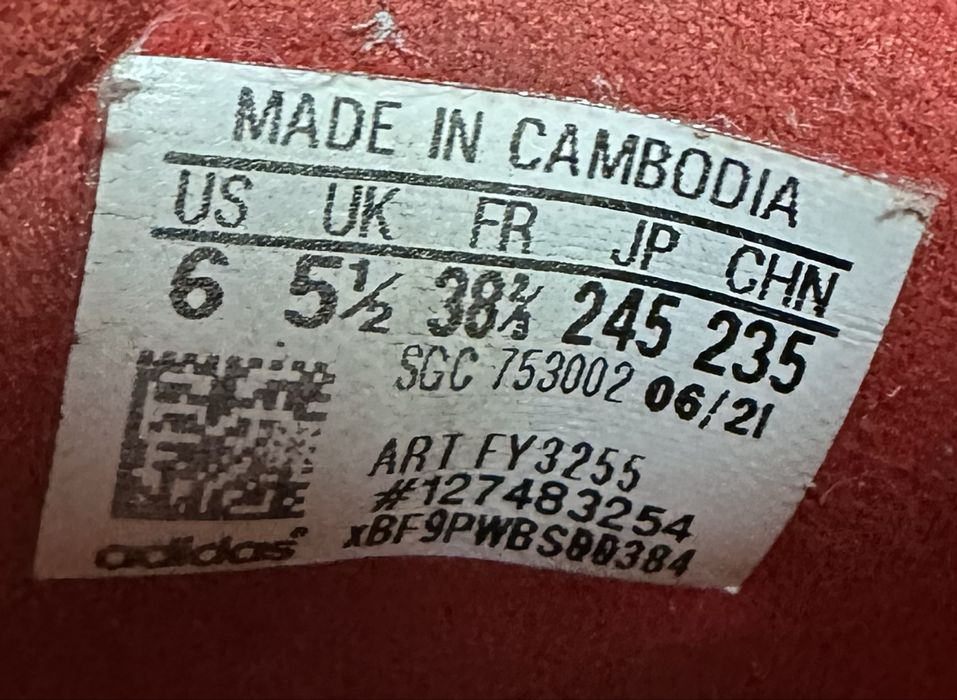 MADE IN CAMBODIA
US UK FR JP CHN
6 5½ 38⅔ 245 235
SGC 753002 06/21
ART FY3255
#127483254
xBF9PWBS00384
adidas®